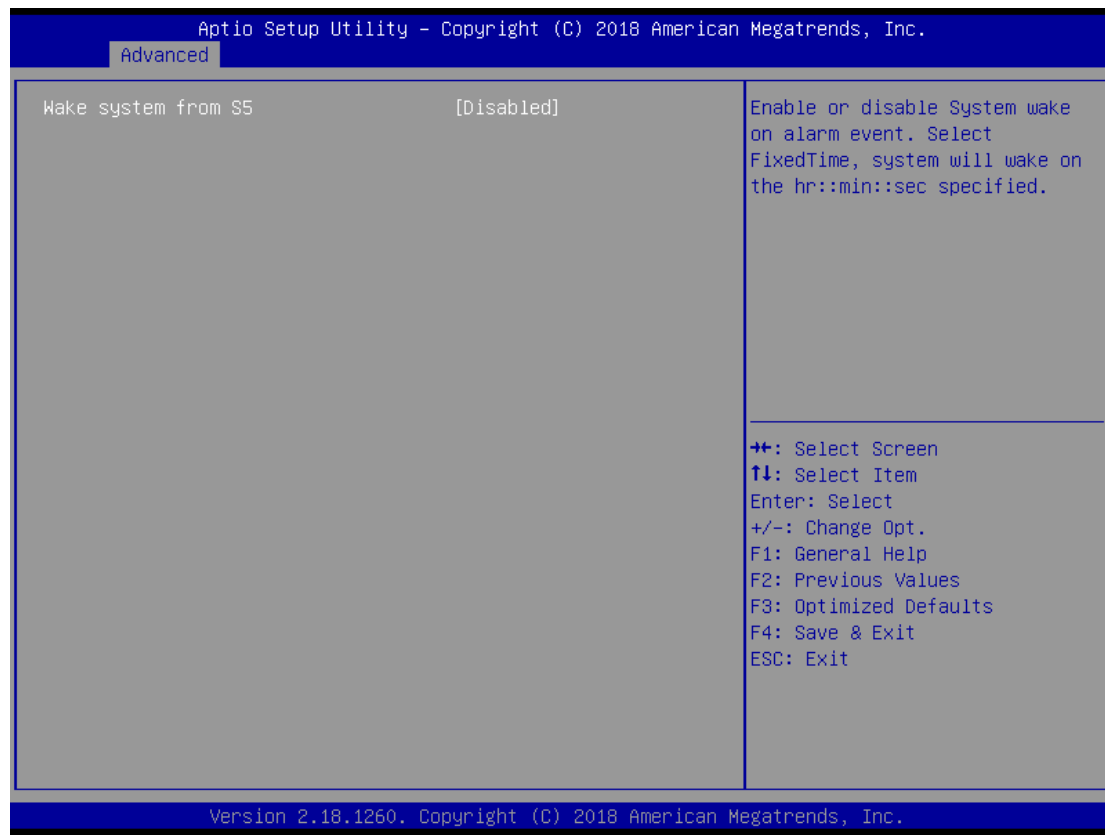 Aptio Setup Utility – Copyright (C) 2018 American Megatrends, Inc.
Advanced
Wake system from S5 [Disabled]
Enable or disable System wake
on alarm event. Select
FixedTime, system will wake on
the hr::min::sec specified.
→←: Select Screen
↑↓: Select Item
Enter: Select
+/-: Change Opt.
F1: General Help
F2: Previous Values
F3: Optimized Defaults
F4: Save & Exit
ESC: Exit
Version 2.18.1260. Copyright (C) 2018 American Megatrends, Inc.